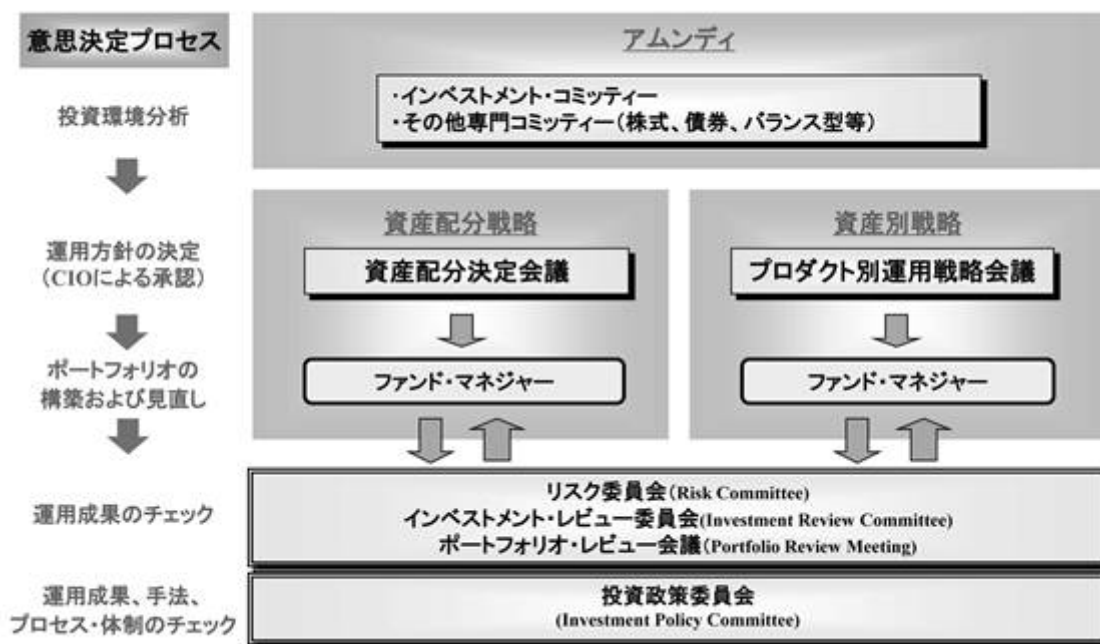 意思決定プロセス
アムンディ
投資環境分析
・インベストメント・コミッティー
・その他専門コミッティー(株式、債券、バランス型等)
運用方針の決定
(CIOによる承認)
資産配分戦略
資産配分決定会議
資産別戦略
プロダクト別運用戦略会議
ポートフォリオの
構築および見直し
ファンド・マネジャー
ファンド・マネジャー
運用成果のチェック
リスク委員会(Risk Committee)
インベストメント・レビュー委員会(Investment Review Committee)
ポートフォリオ・レビュー会議(Portfolio Review Meeting)
運用成果、手法、
プロセス・体制のチェック
投資政策委員会
(Investment Policy Committee)